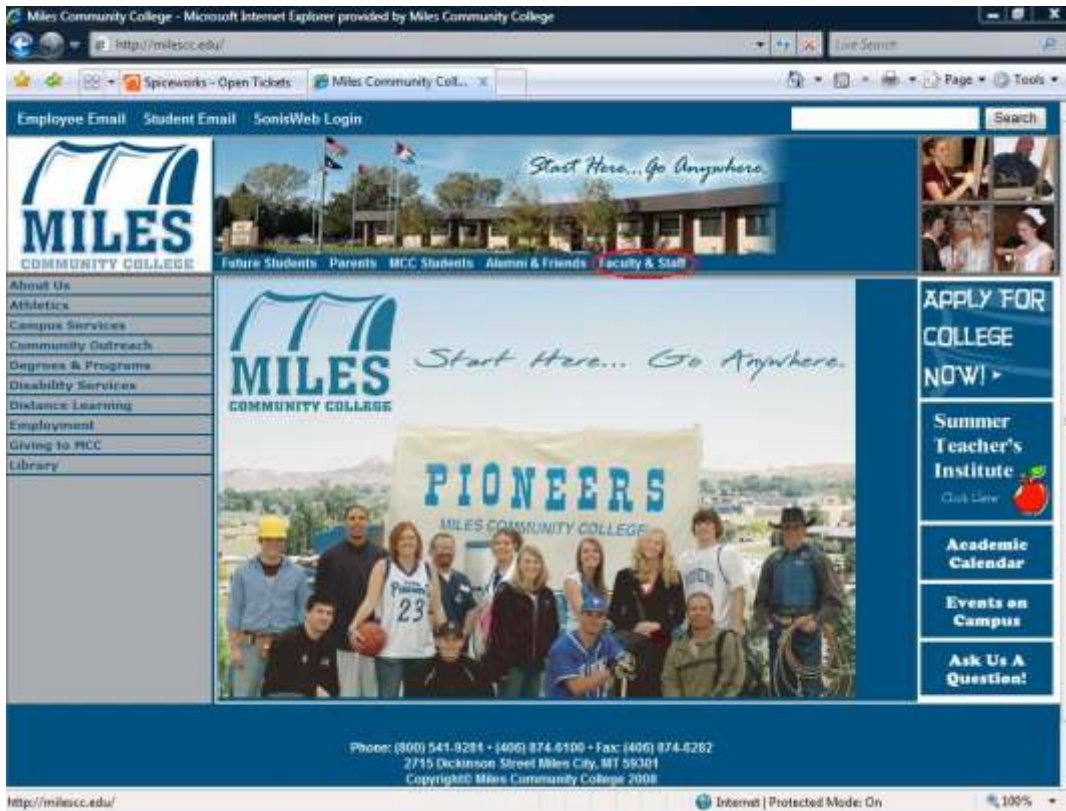 Miles Community College - Microsoft Internet Explorer provided by Miles Community College
http://milescc.edu/
Live Search
Spiceworks - Open Tickets
Miles Community Coll...
Page
Tools
Employee Email Student Email SonisWeb Login
Search
Start Here...Go Anywhere.
MILES
COMMUNITY COLLEGE
Future Students Parents MCC Students Alumni & Friends Faculty & Staff
About Us
Athletics
Campus Services
Community Outreach
Degrees & Programs
Disability Services
Distance Learning
Employment
Giving to MCC
Library
MILES
COMMUNITY COLLEGE
Start Here... Go Anywhere.
PIONEERS
MILES COMMUNITY COLLEGE
PIONEERS
23
APPLY FOR
COLLEGE
NOW!
Summer
Teacher's
Institute
Click Here
Academic
Calendar
Events on
Campus
Ask Us A
Question!
Phone: (800) 541-9281 • (406) 874-6100 • Fax: (406) 874-6282
2715 Dickinson Street Miles City, MT 59301
Copyright© Miles Community College 2008
http://milescc.edu/
Internet | Protected Mode: On
100%